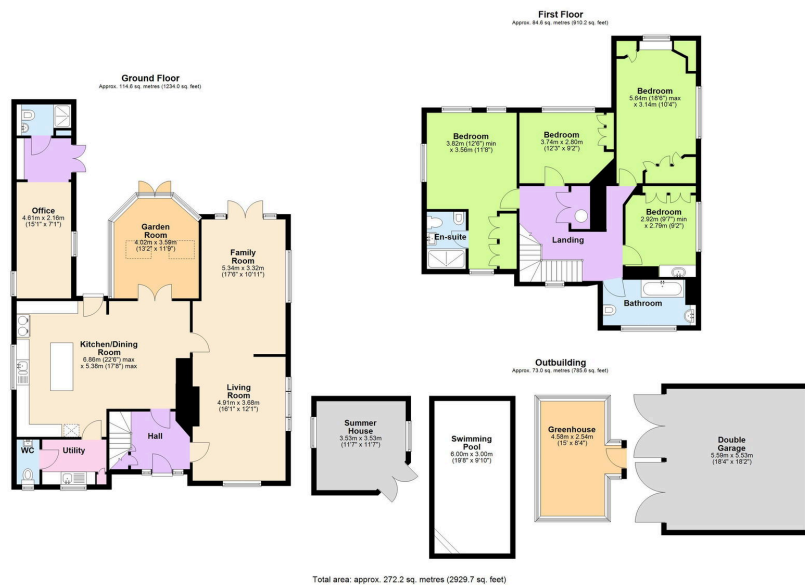 Ground Floor
Approx. 114.6 sq. metres (1234.0 sq. feet)
Office
4.61m x 2.16m
(15'1" x 7'1")
Garden
Room
4.02m x 3.59m
(13'2" x 11'9")
Family
Room
5.34m x 3.32m
(17'6" x 10'11")
Kitchen/Dining
Room
6.86m (22'6") max
x 5.38m (17'8") max
Living
Room
4.91m x 3.68m
(16'1" x 12'1")
Hall
WC
Utility
First Floor
Approx. 84.6 sq. metres (910.2 sq. feet)
Bedroom
5.64m (18'6") max
x 3.14m (10'4")
Bedroom
3.82m (12'6") min
x 3.56m (11'8")
Bedroom
3.74m x 2.80m
(12'3" x 9'2")
Bedroom
2.92m (9'7") min
x 2.79m (9'2")
En-suite
Landing
Bathroom
Outbuilding
Approx. 73.0 sq. metres (785.6 sq. feet)
Summer
House
3.53m x 3.53m
(11'7" x 11'7")
Swimming
Pool
6.00m x 3.00m
(19'8" x 9'10")
Greenhouse
4.58m x 2.54m
(15' x 8'4")
Double
Garage
5.59m x 5.53m
(18'4" x 18'2")
Total area: approx. 272.2 sq. metres (2929.7 sq. feet)